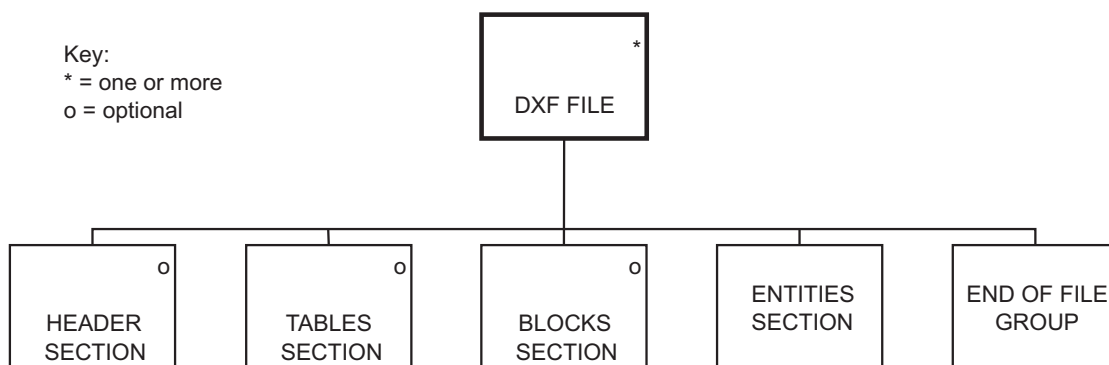 Key:
* = one or more
o = optional
*
DXF FILE
o
HEADER
SECTION
o
TABLES
SECTION
o
BLOCKS
SECTION
ENTITIES
SECTION
END OF FILE
GROUP